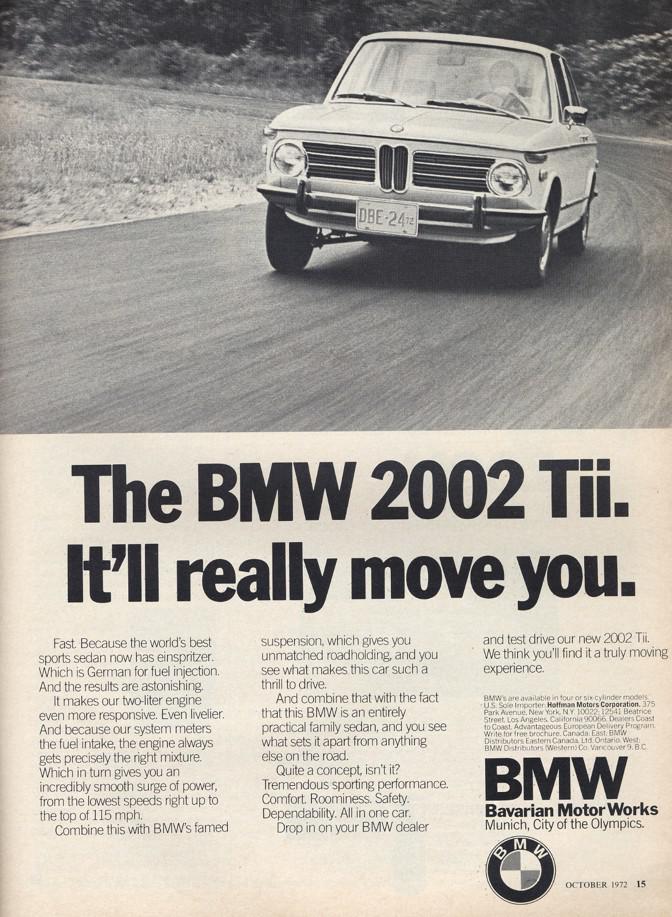 DBE-24 72
The BMW 2002 Tii.
It'll really move you.
Fast. Because the world's best
sports sedan now has einspritzer.
Which is German for fuel injection.
And the results are astonishing.
It makes our two-liter engine
even more responsive. Even livelier.
And because our system meters
the fuel intake, the engine always
gets precisely the right mixture.
Which in turn gives you an
incredibly smooth surge of power,
from the lowest speeds right up to
the top of 115 mph.
Combine this with BMW's famed
suspension, which gives you
unmatched roadholding, and you
see what makes this car such a
thrill to drive.
And combine that with the fact
that this BMW is an entirely
practical family sedan, and you see
what sets it apart from anything
else on the road.
Quite a concept, isn't it?
Tremendous sporting performance.
Comfort. Roominess. Safety.
Dependability. All in one car.
Drop in on your BMW dealer
and test drive our new 2002 Tii.
We think you'll find it a truly moving
experience.
BMW's are available in four or six cylinder models.
U.S. Sole Importer: Hoffman Motors Corporation, 375
Park Avenue, New York, N.Y. 10022; 12541 Beatrice
Street, Los Angeles, California 90066. Dealers Coast
to Coast. Advantageous European Delivery Program.
Write for free brochure. Canada: East: BMW
Distributors Eastern Canada, Ltd. Ontario. West:
BMW Distributors (Western) Co. Vancouver 9, B.C.
BMW
Bavarian Motor Works
Munich, City of the Olympics.
BMW
OCTOBER 1972 15